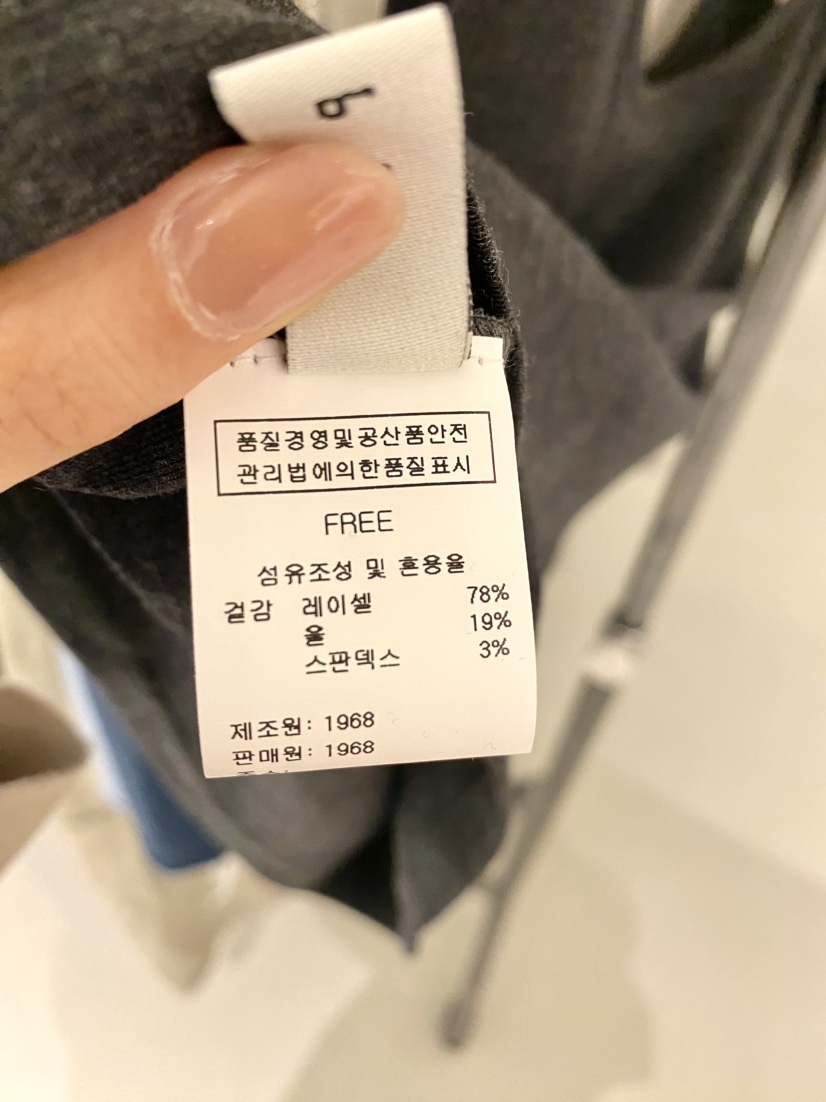 품질경영및공산품안전
관리법에의한품질표시
FREE
섬유조성 및 혼용율
겉감 레이셀 78%
울 19%
스판덱스 3%
제조원: 1968
판매원: 1968